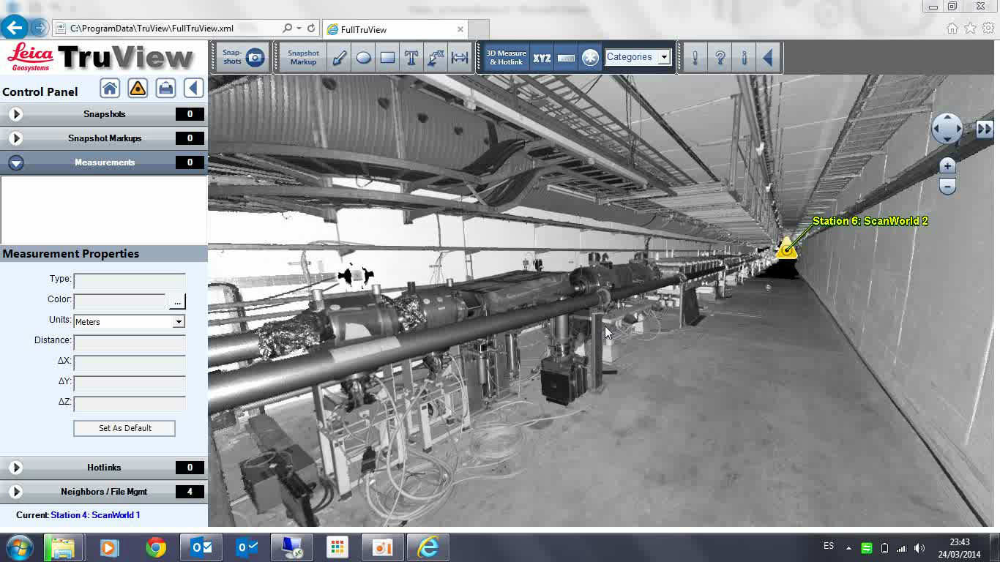 C:\ProgramData\TruView\FullTruView.xml
FullTruView
Leica
Geosystems
TruView
Snap-
shots
Snapshot
Markup
T
3D Measure
& Hotlink
XYZ
Categories
!
?
i
Control Panel
Snapshots 0
Snapshot Markups 0
Measurements 0
Measurement Properties
Type:
Color: ...
Units: Meters
Distance:
ΔX:
ΔY:
ΔZ:
Set As Default
Hotlinks 0
Neighbors / File Mgmt 4
Current: Station 4: ScanWorld 1
Station 6: ScanWorld 2
ES
23:43
24/03/2014